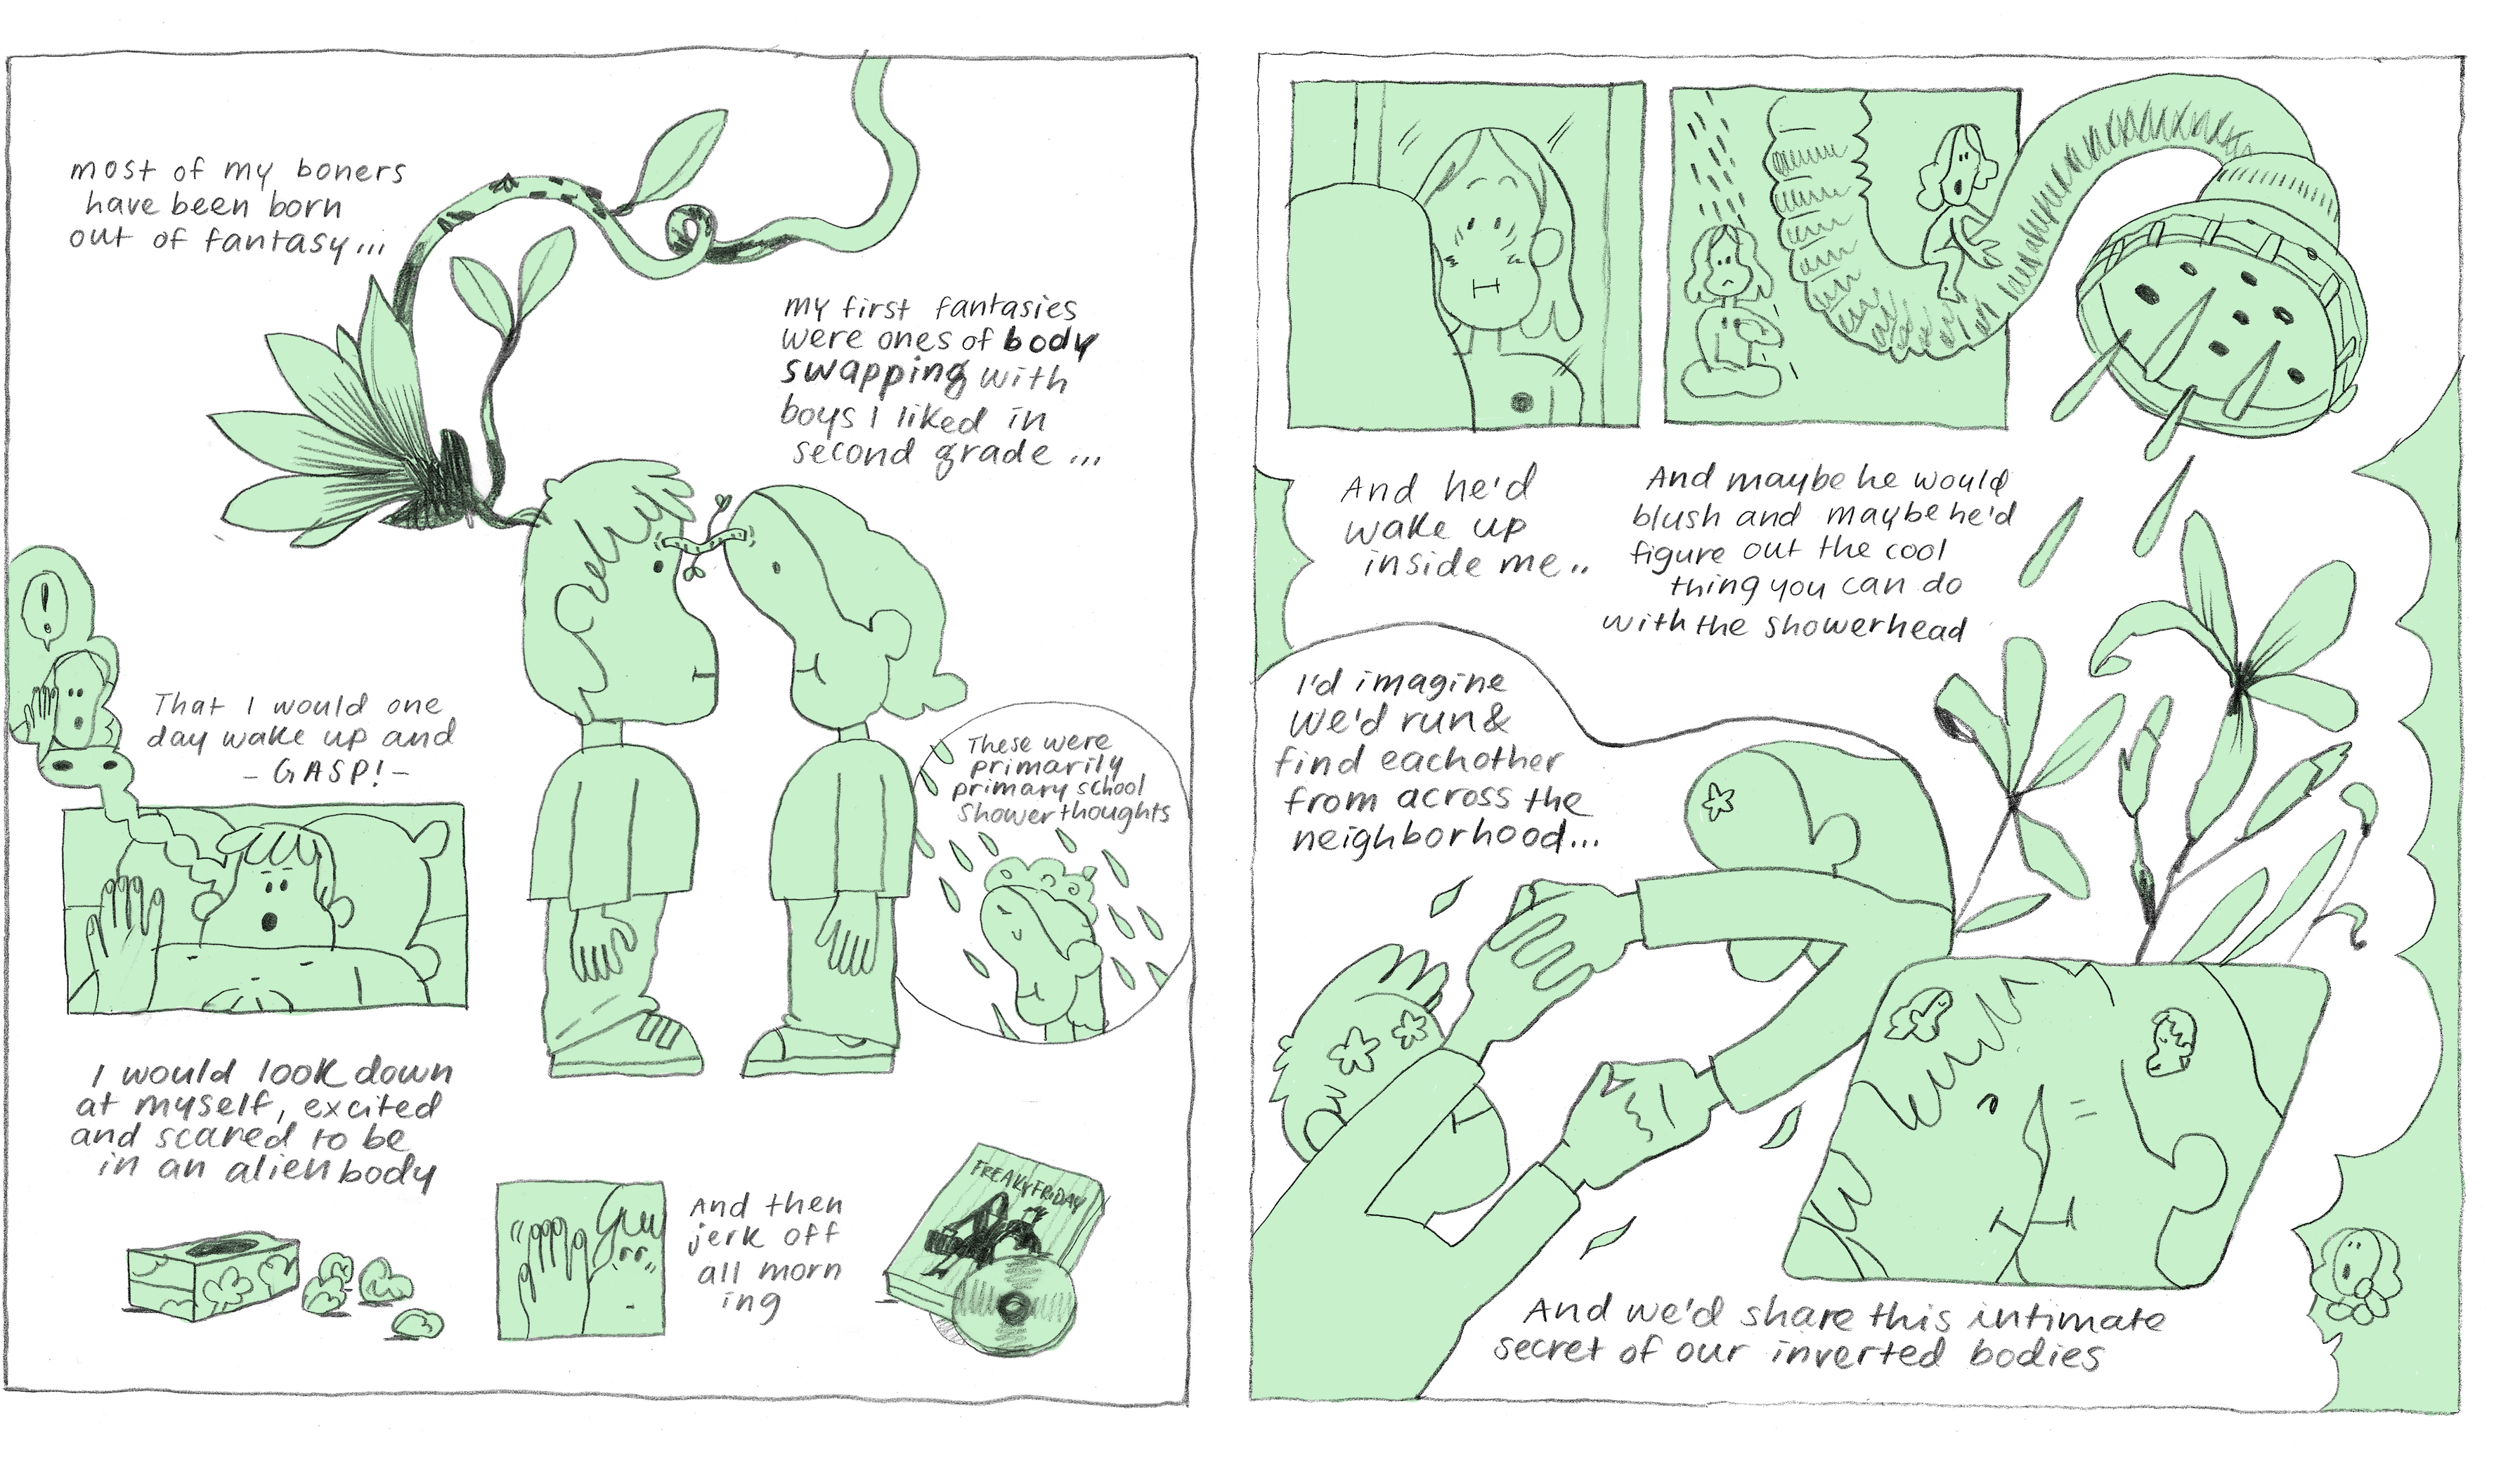 most of my boners
have been born
out of fantasy...
my first fantasies
were ones of body
swapping with
boys I liked in
second grade ...
!
That I would one
day wake up and
- GASP! -
These were
primarily
primary school
shower thoughts
I would look down
at myself, excited
and scared to be
in an alien body
And then
jerk off
all morn
ing
FREAKY FRIDAY
And he'd
wake up
inside me..
And maybe he would
blush and maybe he'd
figure out the cool
thing you can do
with the showerhead
I'd imagine
we'd run &
find eachother
from across the
neighborhood...
And we'd share this intimate
secret of our inverted bodies